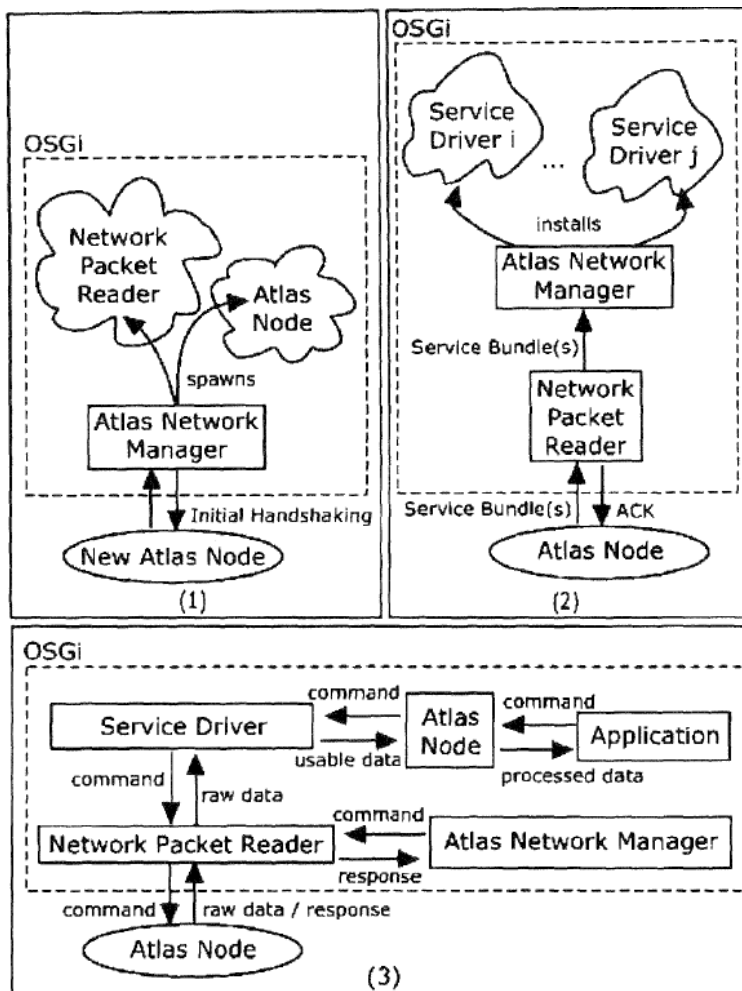 OSGi
Network
Packet
Reader
Atlas
Node
spawns
Atlas Network
Manager
Initial Handshaking
New Atlas Node
(1)
OSGi
Service
Driver i
...
Service
Driver j
installs
Atlas Network
Manager
Service Bundle(s)
Network
Packet
Reader
Service Bundle(s)
ACK
Atlas Node
(2)
OSGi
Service Driver
command
usable data
Atlas
Node
command
processed data
Application
command
raw data
Network Packet Reader
command
response
Atlas Network Manager
command
raw data / response
Atlas Node
(3)